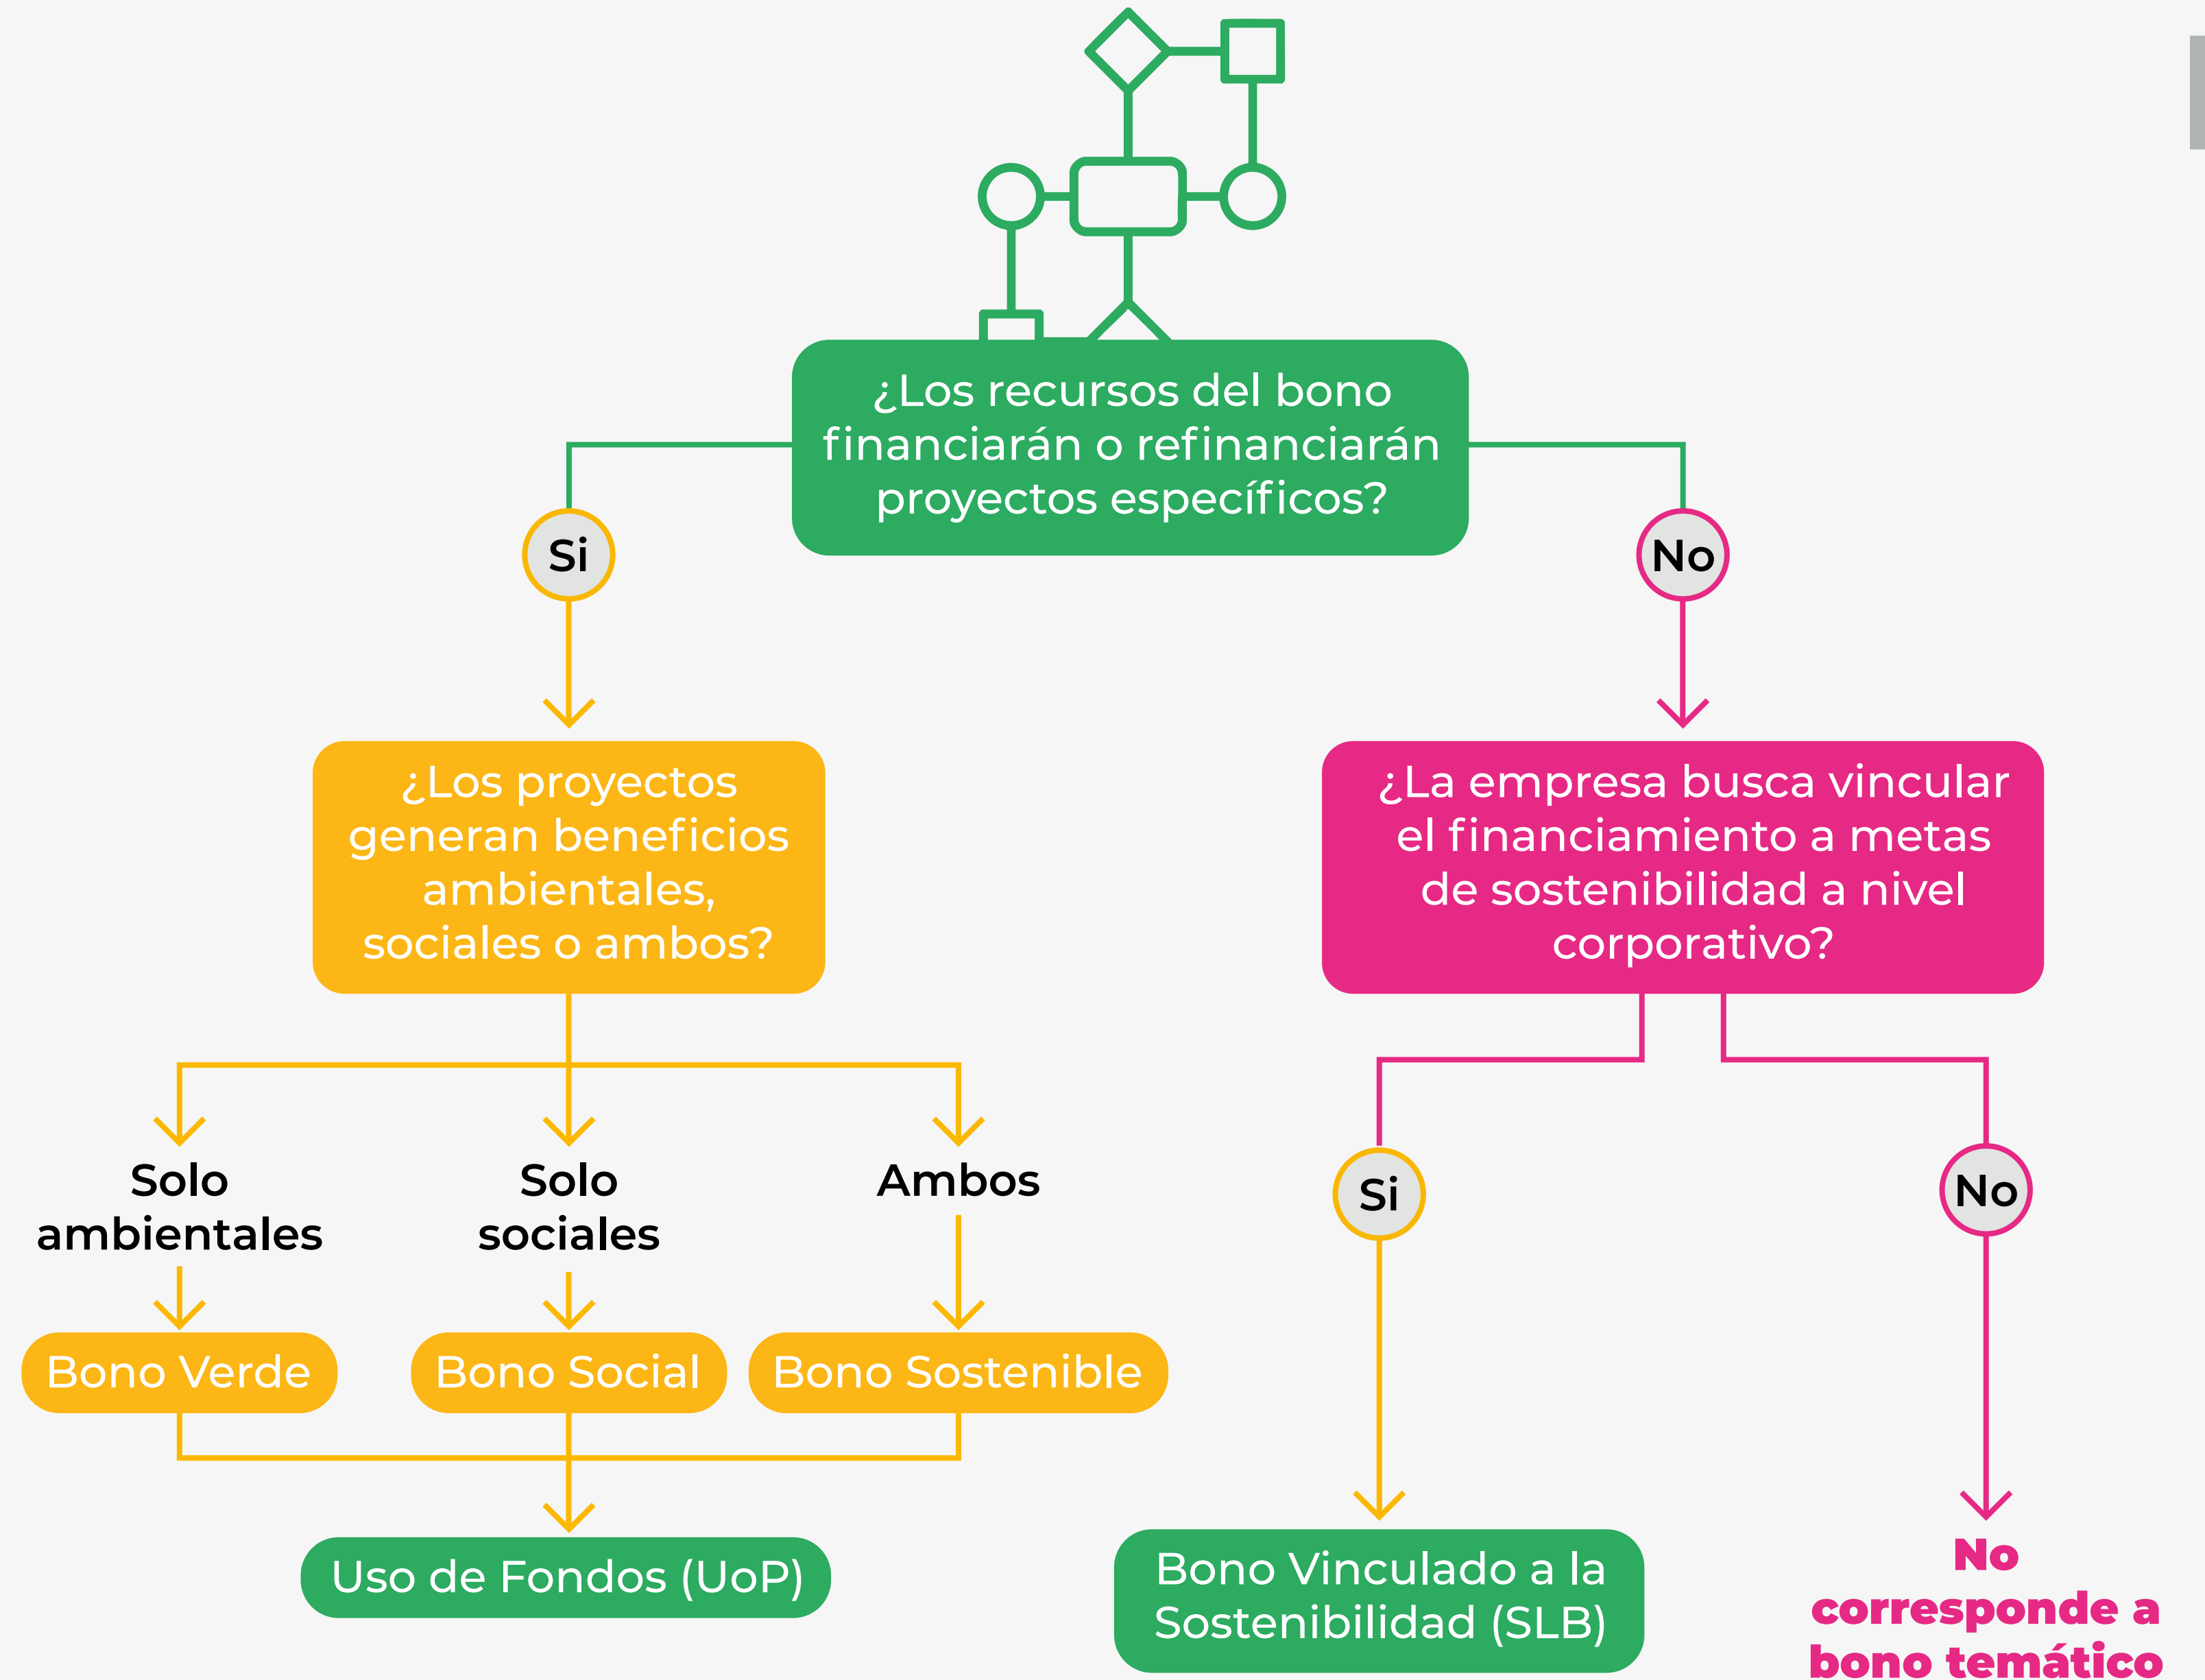 ¿Los recursos del bono
financiarán o refinanciarán
proyectos específicos?
Si
No
¿Los proyectos
generan beneficios
ambientales,
sociales o ambos?
¿La empresa busca vincular
el financiamiento a metas
de sostenibilidad a nivel
corporativo?
Solo
ambientales
Solo
sociales
Ambos
Si
No
Bono Verde
Bono Social
Bono Sostenible
Uso de Fondos (UoP)
Bono Vinculado a la
Sostenibilidad (SLB)
No
corresponde a
bono temático